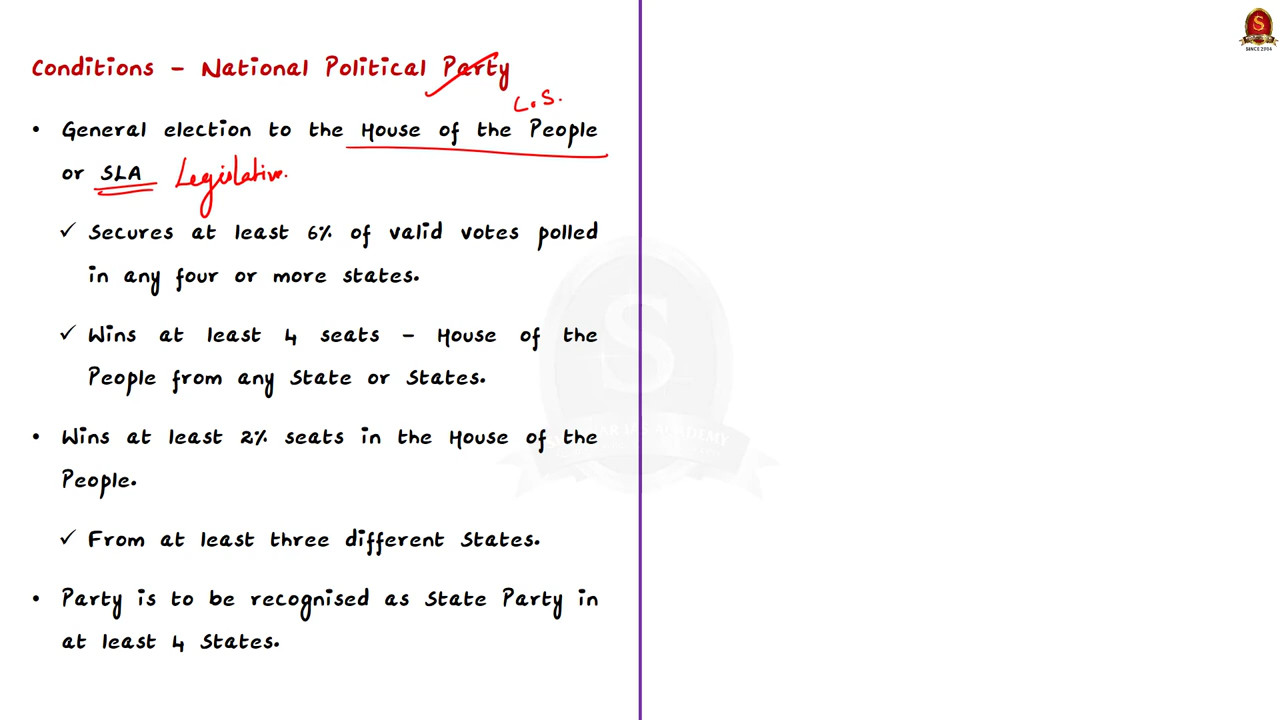 Conditions - National Political Party
L.S.
• General election to the House of the People
or SLA Legislative.
✓ Secures at least 6% of valid votes polled
in any four or more states.
✓ Wins at least 4 seats - House of the
People from any State or States.
• Wins at least 2% seats in the House of the
People.
✓ From at least three different States.
• Party is to be recognised as State Party in
at least 4 States.
S
SINCE 2004